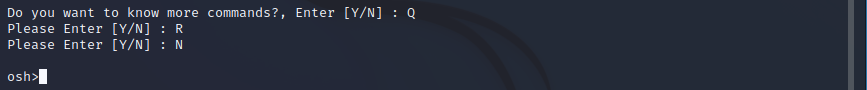 Do you want to know more commands?, Enter [Y/N] : Q
Please Enter [Y/N] : R
Please Enter [Y/N] : N
osh>